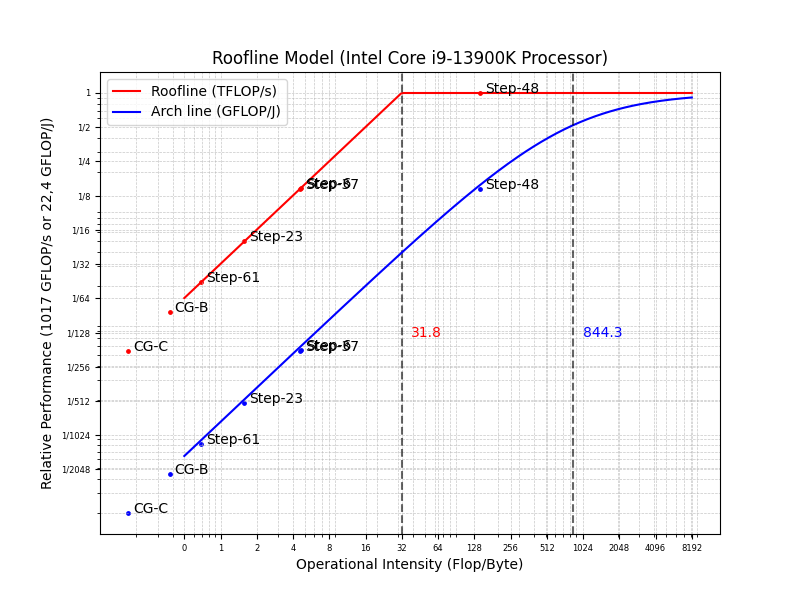 Roofline Model (Intel Core i9-13900K Processor)
Roofline (TFLOP/s)
Arch line (GFLOP/J)
Relative Performance (1017 GFLOP/s or 22,4 GFLOP/J)
1
1/2
1/4
1/8
1/16
1/32
1/64
1/128
1/256
1/512
1/1024
1/2048
Step-48
Step-48
Step-23
Step-61
CG-B
CG-C
31.8
844.3
Step-23
Step-61
CG-B
CG-C
0
1
2
4
8
16
32
64
128
256
512
1024
2048
4096
8192
Operational Intensity (Flop/Byte)